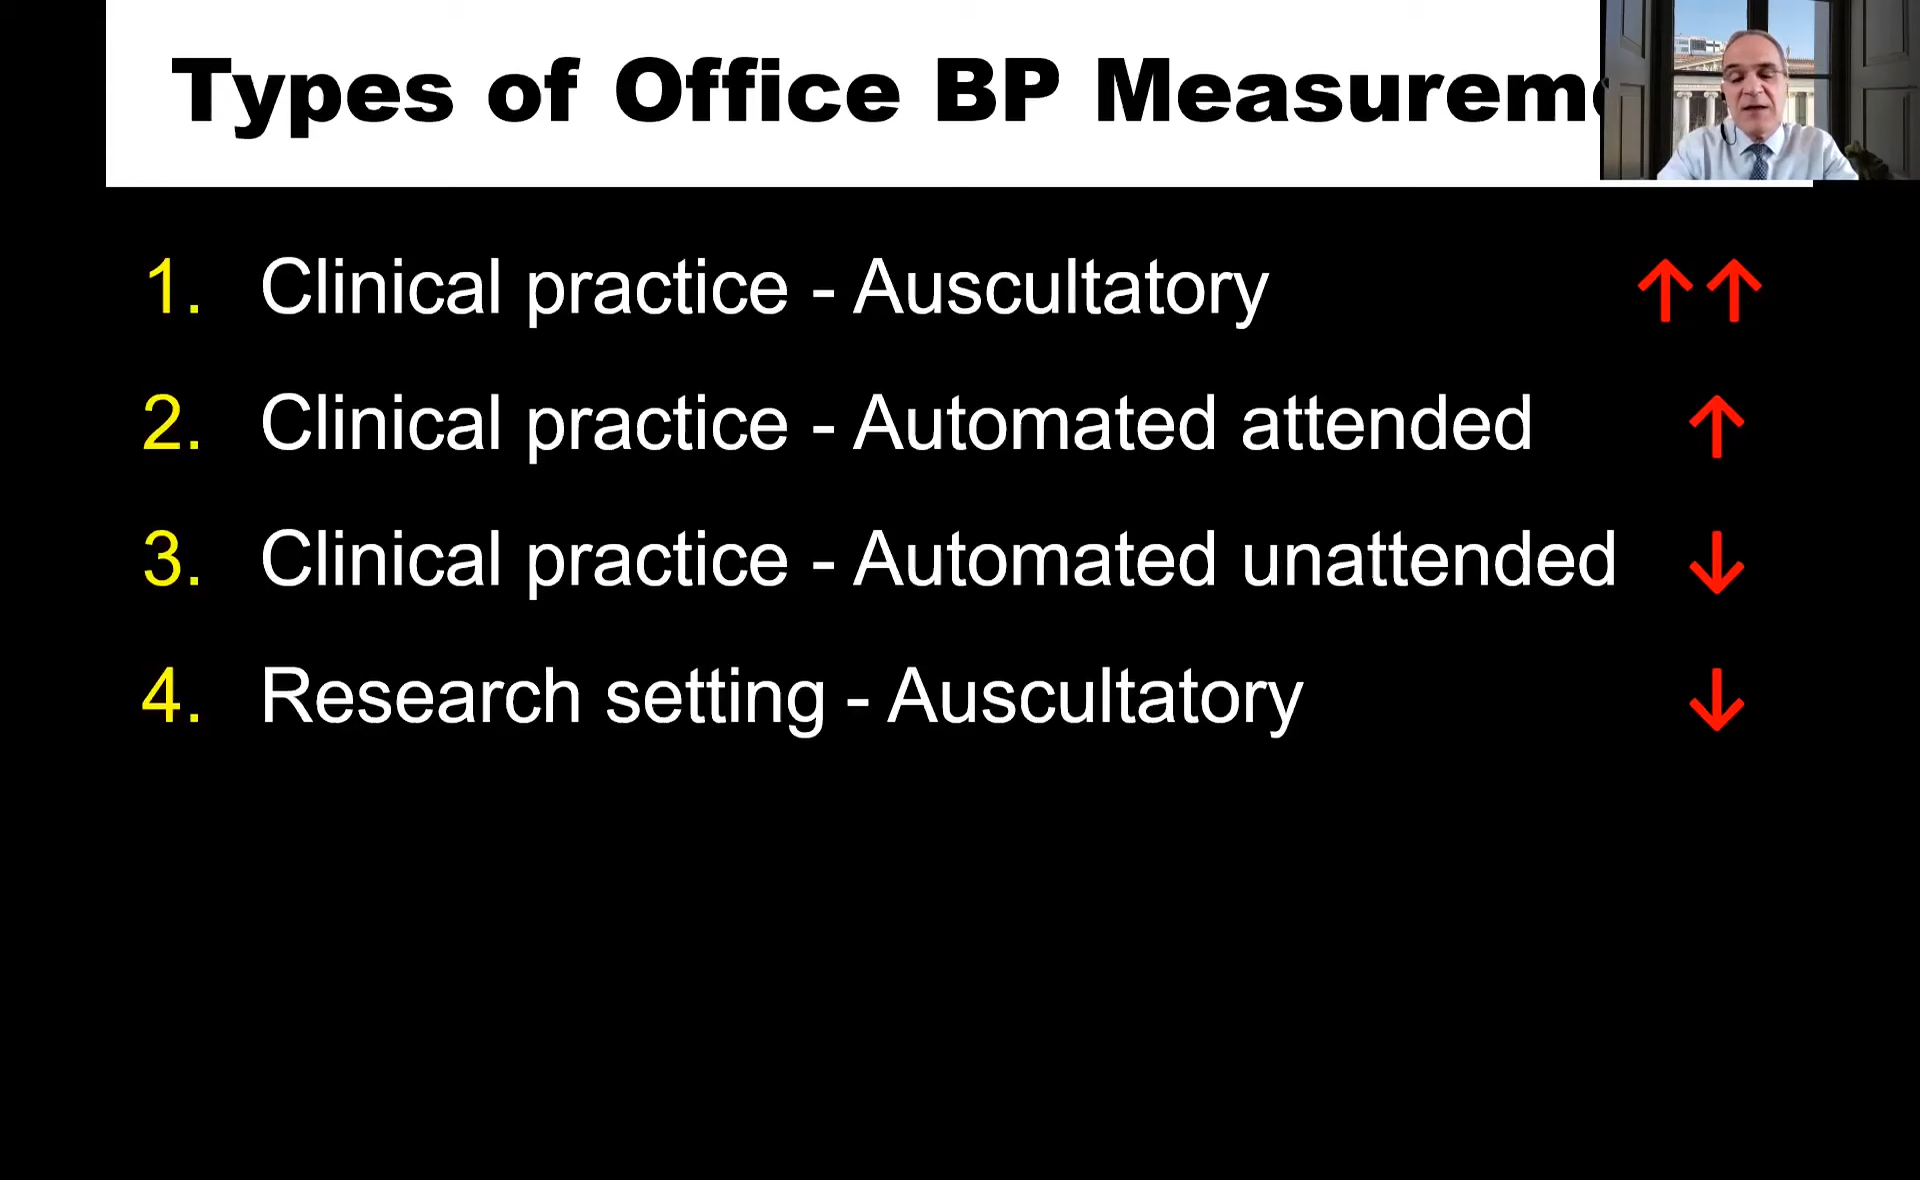 Types of Office BP
1. Clinical practice - Auscultatory ↑↑
2. Clinical practice - Automated attended ↑
3. Clinical practice - Automated unattended ↓
4. Research setting - Auscultatory ↓